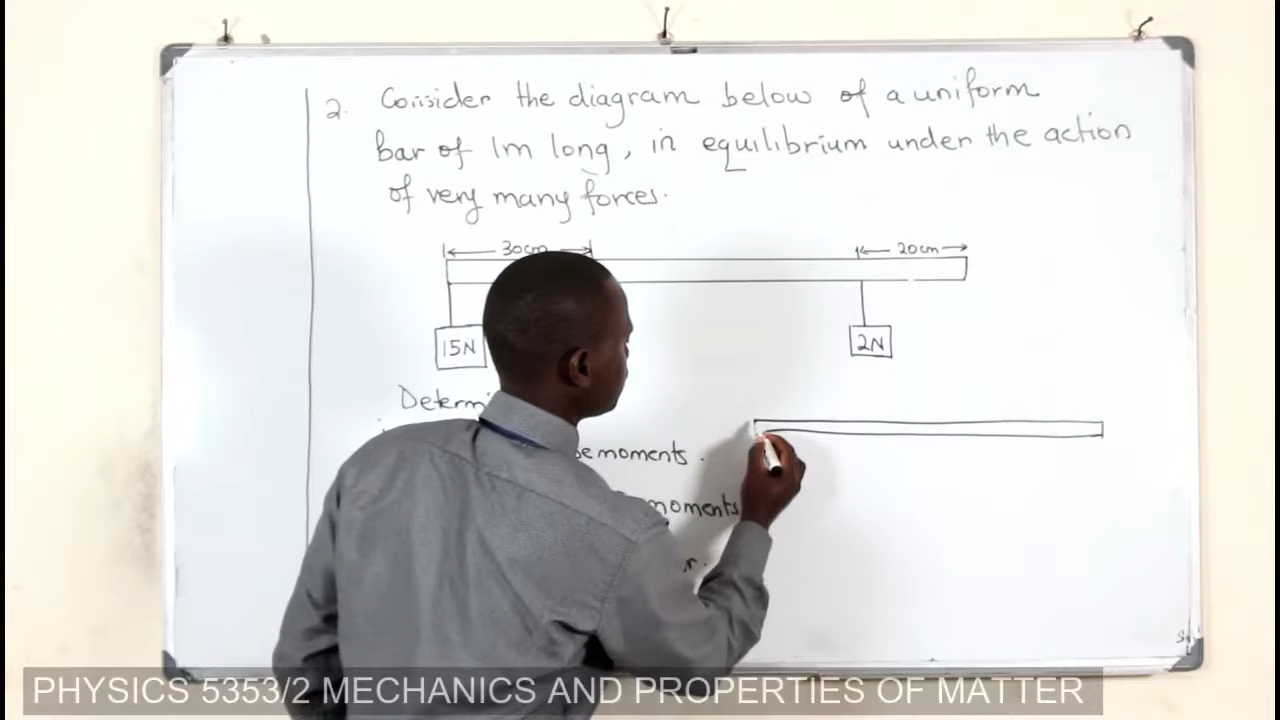 2. Consider the diagram below of a uniform
bar of 1m long, in equilibrium under the action
of very many forces.
30cm 20cm
15N 2N
moments.
moments
PHYSICS 5353/2 MECHANICS AND PROPERTIES OF MATTER